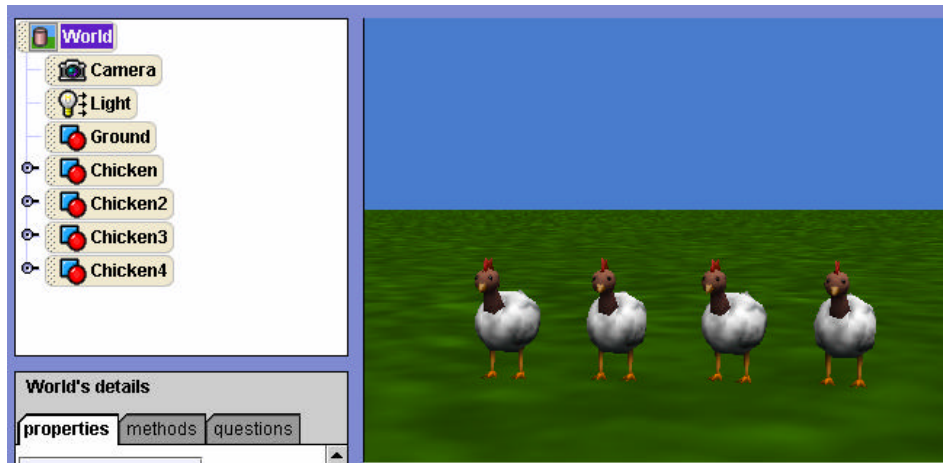 World
Camera
Light
Ground
Chicken
Chicken2
Chicken3
Chicken4
World's details
properties methods questions